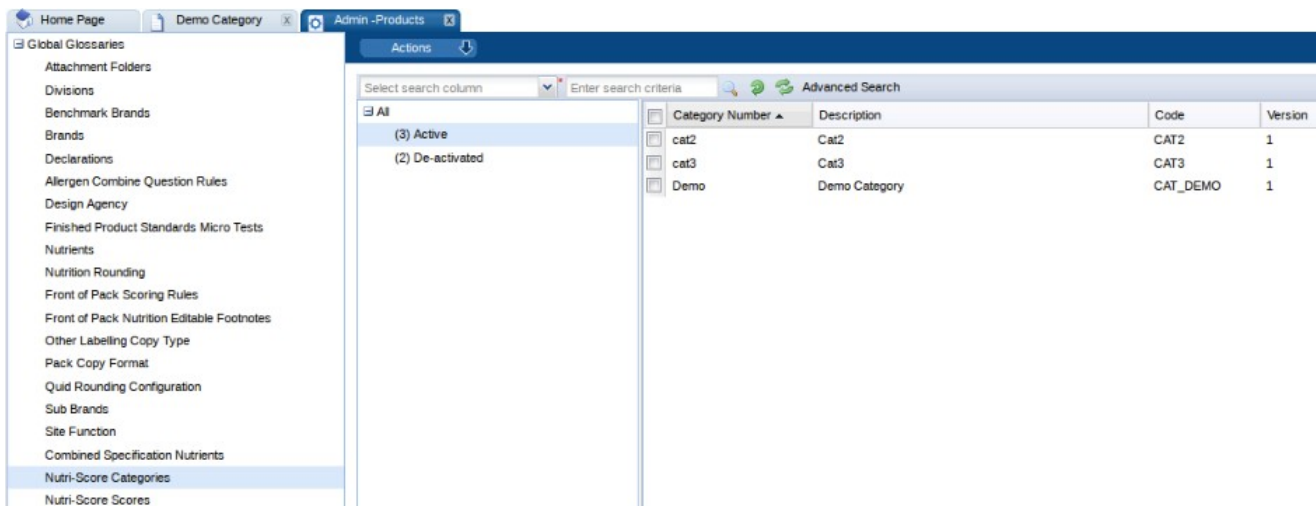 Home Page
Demo Category X
Admin -Products X
Global Glossaries
Attachment Folders
Divisions
Benchmark Brands
Brands
Declarations
Allergen Combine Question Rules
Design Agency
Finished Product Standards Micro Tests
Nutrients
Nutrition Rounding
Front of Pack Scoring Rules
Front of Pack Nutrition Editable Footnotes
Other Labelling Copy Type
Pack Copy Format
Quid Rounding Configuration
Sub Brands
Site Function
Combined Specification Nutrients
Nutri-Score Categories
Nutri-Score Scores
Actions
Select search column * Enter search criteria Advanced Search
All
(3) Active
(2) De-activated
Category Number Description Code Version
cat2 Cat2 CAT2 1
cat3 Cat3 CAT3 1
Demo Demo Category CAT_DEMO 1